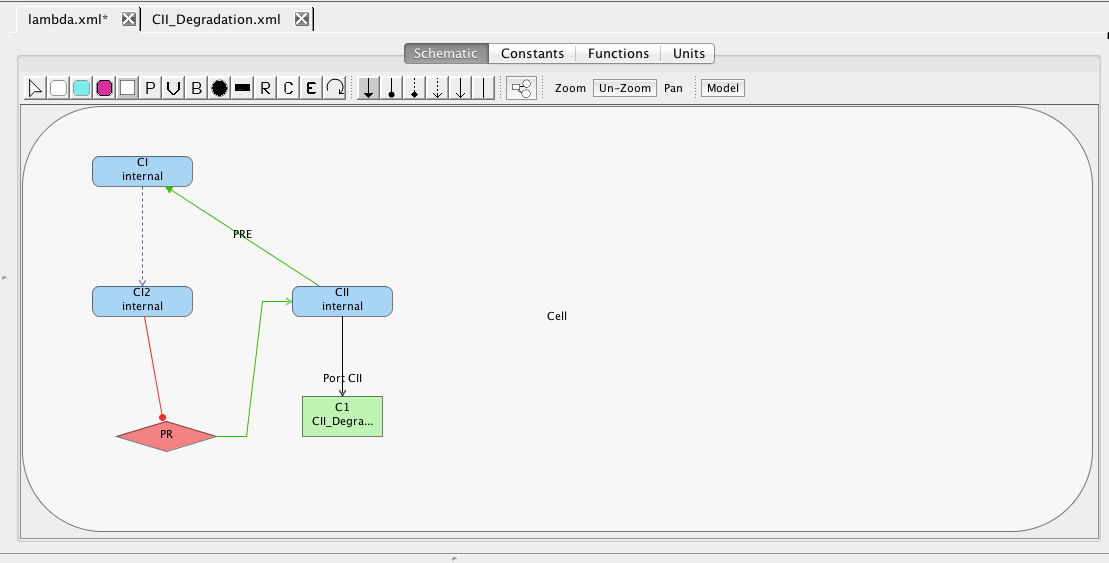 lambda.xml*
CII_Degradation.xml
Schematic
Constants
Functions
Units
P
V
B
R
C
E
Zoom
Un-Zoom
Pan
Model
CI
internal
PRE
CI2
internal
CII
internal
Cell
Port CII
C1
CII_Degra...
PR